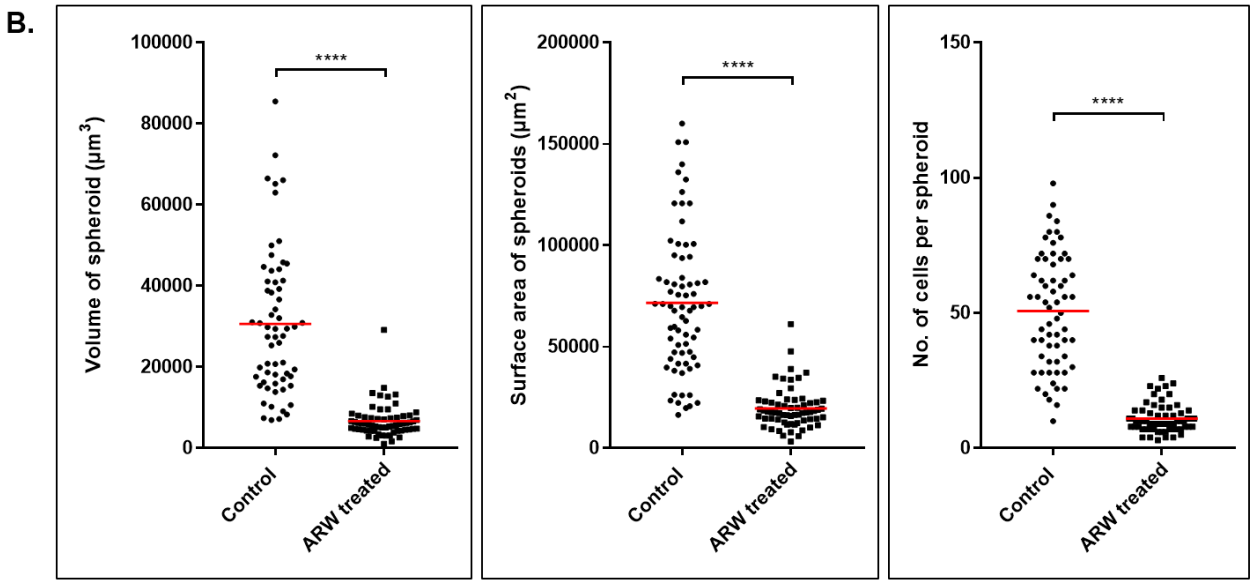 B.
Volume of spheroid (µm³)
100000
80000
60000
40000
20000
0
****
Control
ARW treated
Surface area of spheroids (µm²)
200000
150000
100000
50000
0
****
Control
ARW treated
No. of cells per spheroid
150
100
50
0
****
Control
ARW treated